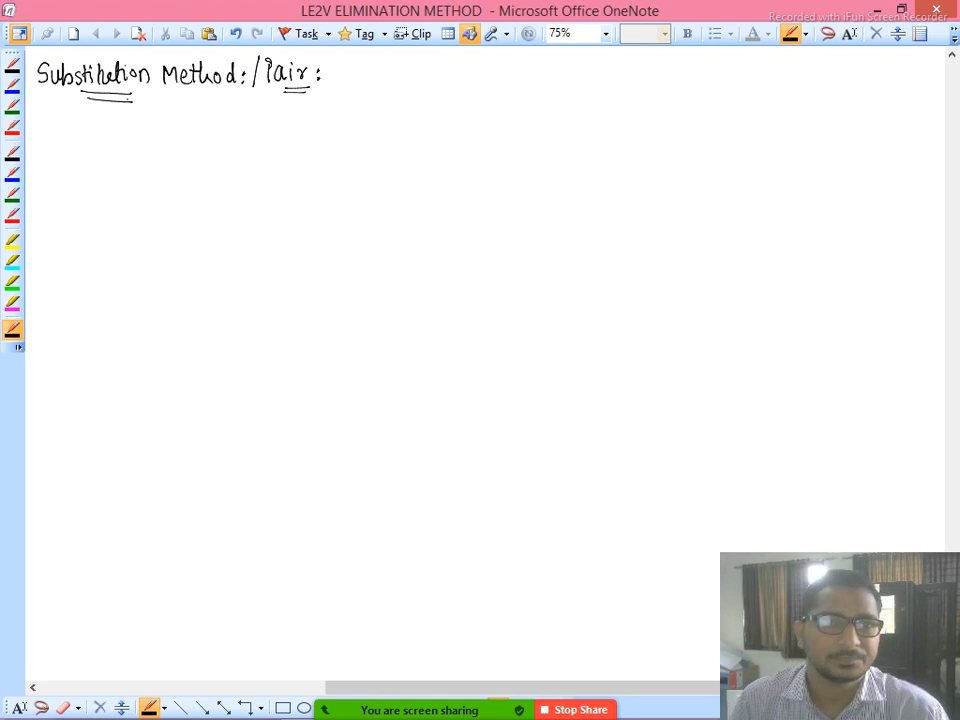 LE2V ELIMINATION METHOD - Microsoft Office OneNote
Recorded with iFun Screen Recorder
Task Tag Clip 75% B A
Substitution Method: / Pair:
You are screen sharing Stop Share